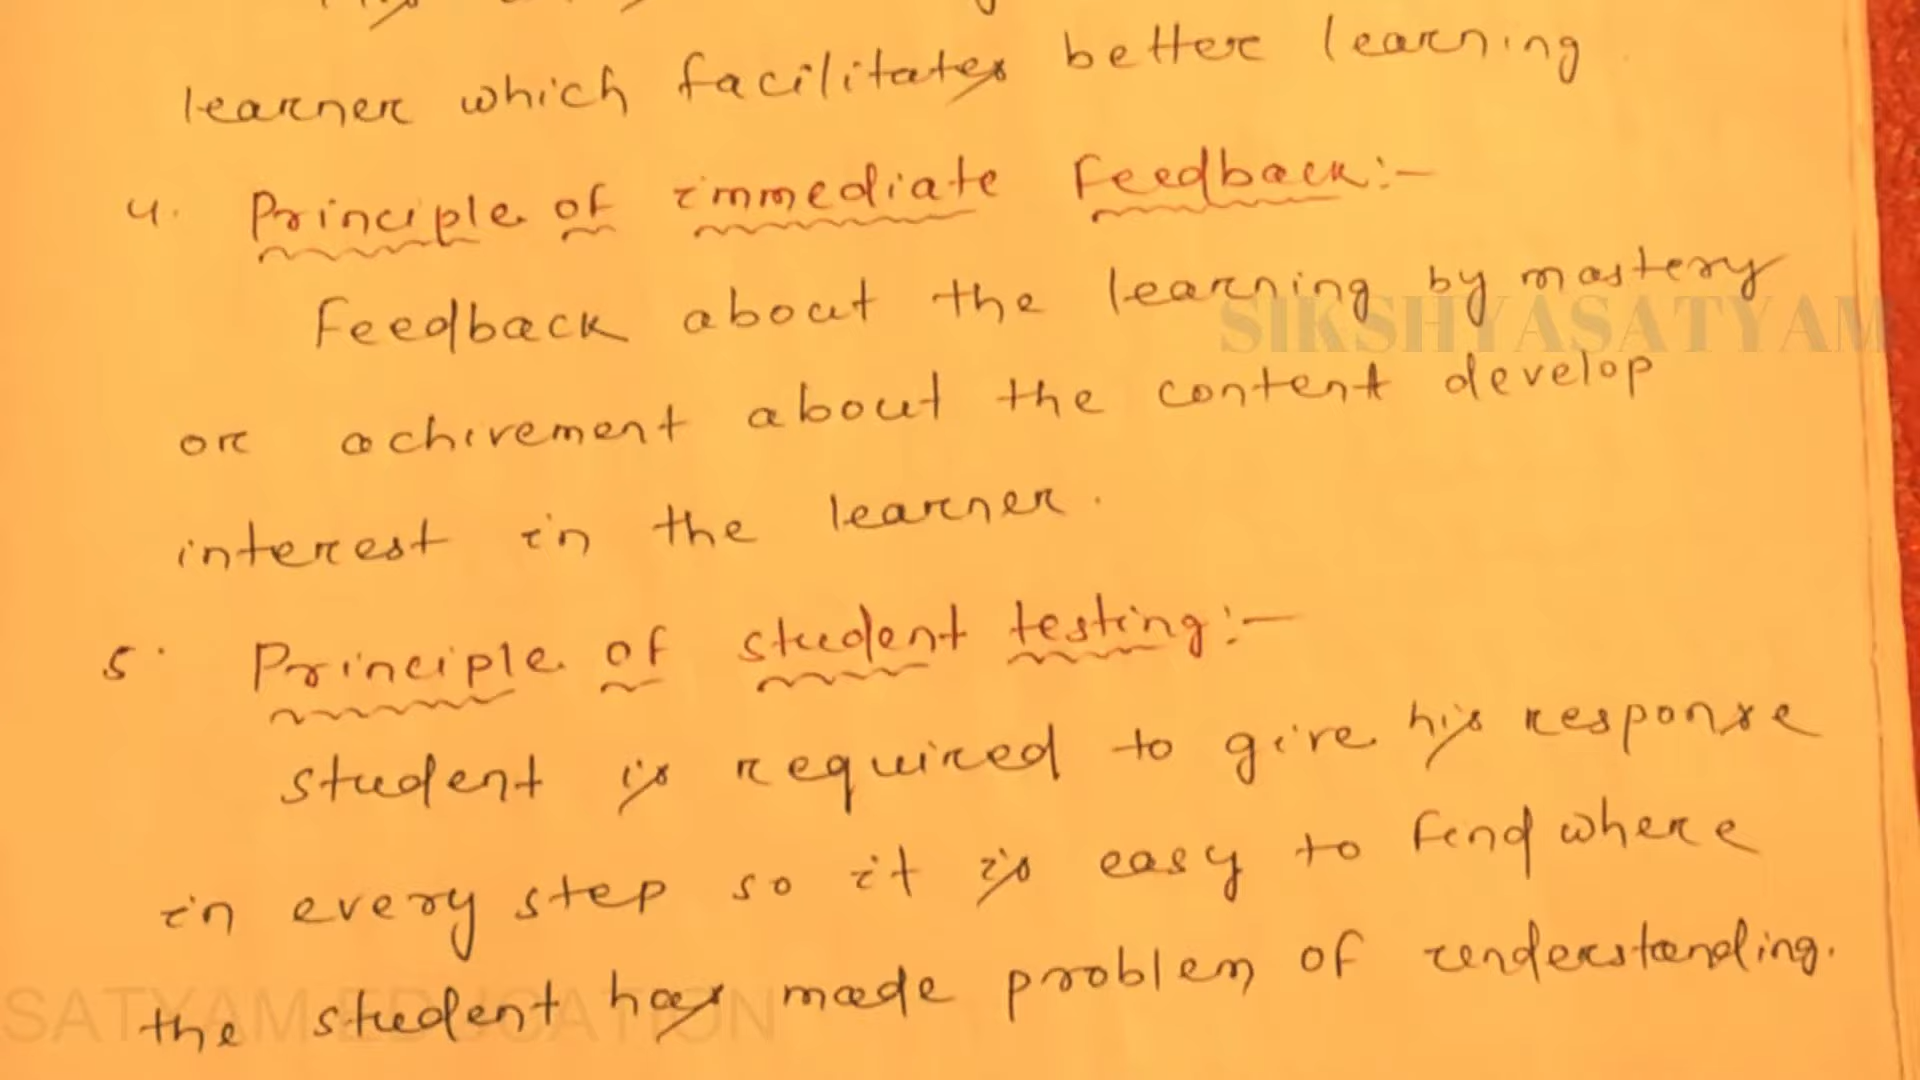 learner which facilitates better learning
4. Principle of immediate Feedback:-
Feedback about the learning by mastery
SIKSHYASATYAM
or achivement about the content develop
interest in the learner.
5. Principle of student testing:-
student is required to give his response
in every step so it is easy to find where
the student has made problem of understanding.
SATYAM EDUCATION